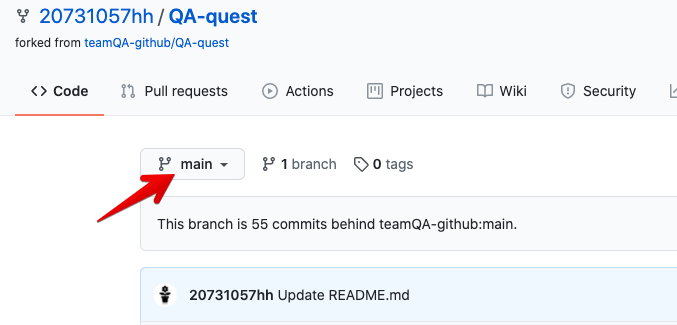 20731057hh / QA-quest
forked from teamQA-github/QA-quest
Code Pull requests Actions Projects Wiki Security
main 1 branch 0 tags
This branch is 55 commits behind teamQA-github:main.
20731057hh Update README.md